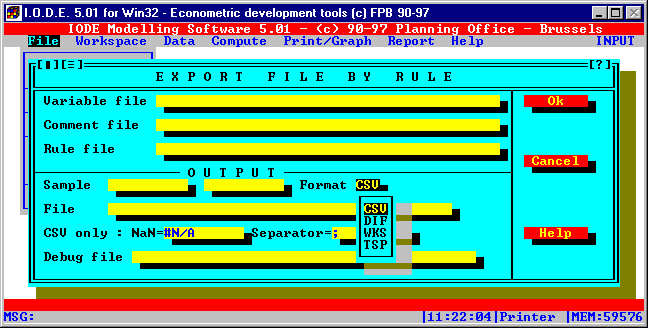 I.O.D.E. 5.01 for Win32 - Econometric development tools (c) FPB 90-97
IODE Modelling Software 5.01 - (c) 90-97 Planning Office - Brussels
File Workspace Data Compute Print/Graph Report Help INPUT
EXPORT FILE BY RULE [?]
Variable file Ok
Comment file
Rule file
Cancel
OUTPUT
Sample Format CSV
File CSV
DIF
CSV only : NaN=#N/A Separator=; WKS Help
TSP
Debug file
MSG: |11:22:04|Printer |MEM:59576